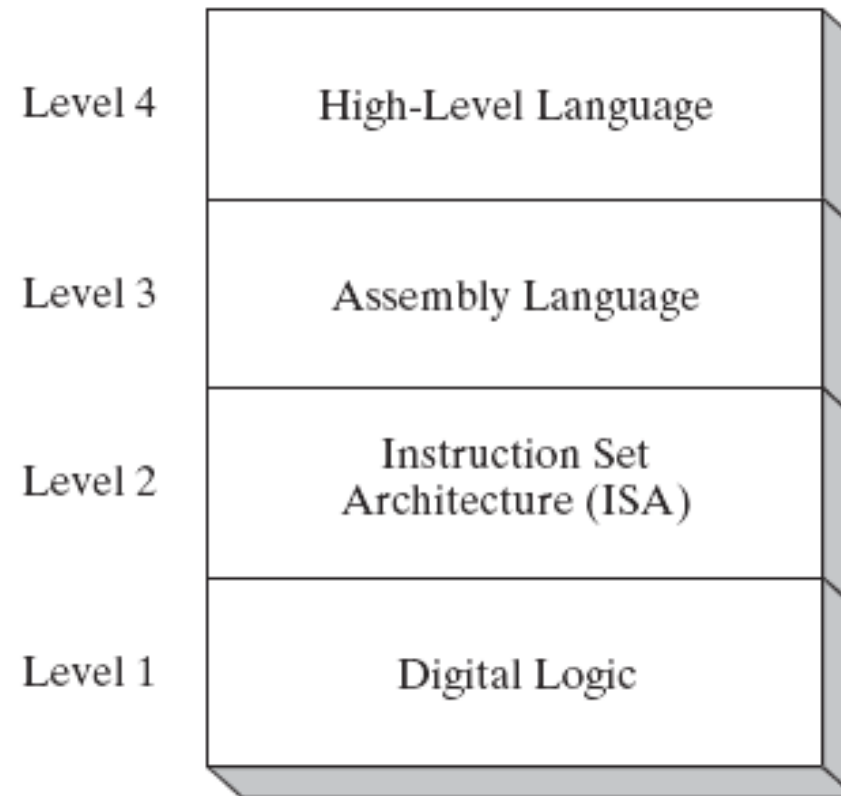 Level 4
High-Level Language
Level 3
Assembly Language
Level 2
Instruction Set
Architecture (ISA)
Level 1
Digital Logic